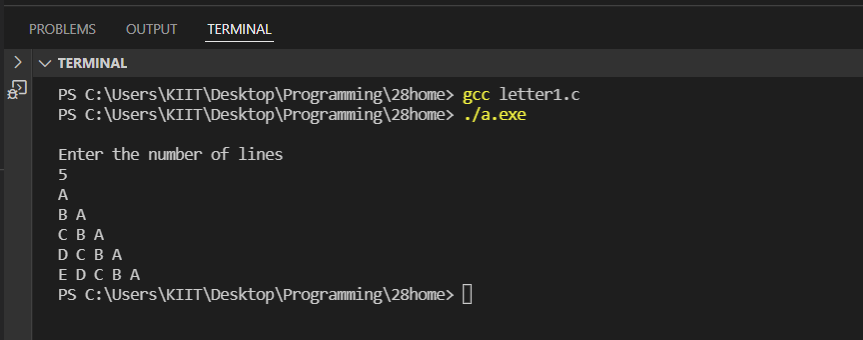 PROBLEMS OUTPUT TERMINAL
TERMINAL
PS C:\Users\KIIT\Desktop\Programming\28home> gcc letter1.c
PS C:\Users\KIIT\Desktop\Programming\28home> ./a.exe
Enter the number of lines
5
A
B A
C B A
D C B A
E D C B A
PS C:\Users\KIIT\Desktop\Programming\28home>